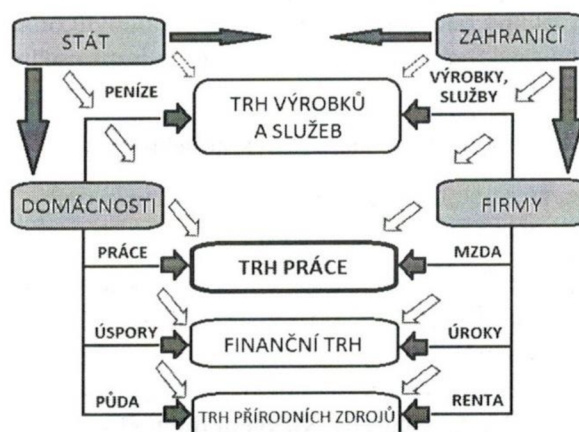 STÁT
ZAHRANIČÍ
PENÍZE
VÝROBKY,
SLUŽBY
TRH VÝROBKŮ
A SLUŽEB
DOMÁCNOSTI
FIRMY
PRÁCE
TRH PRÁCE
MZDA
ÚSPORY
FINANČNÍ TRH
ÚROKY
PŮDA
TRH PŘÍRODNÍCH ZDROJŮ
RENTA